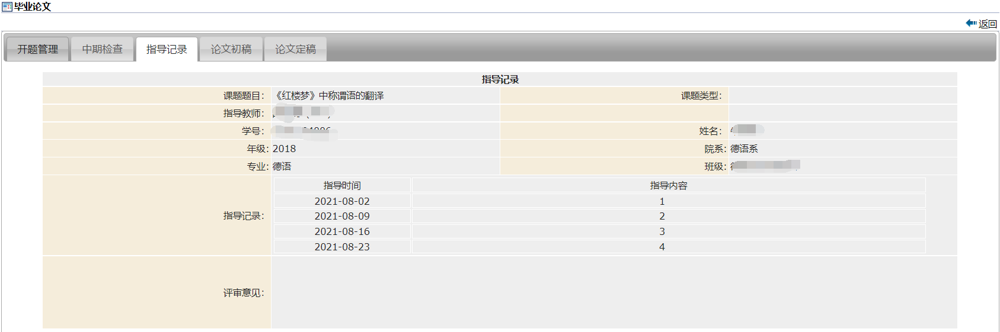 毕业论文
返回
开题管理 中期检查 指导记录 论文初稿 论文定稿
指导记录
课题题目： 《红楼梦》中称谓语的翻译 课题类型：
指导教师：
学号： 姓名：
年级： 2018 院系： 德语系
专业： 德语 班级：
指导记录：
指导时间 指导内容
2021-08-02 1
2021-08-09 2
2021-08-16 3
2021-08-23 4
评审意见：